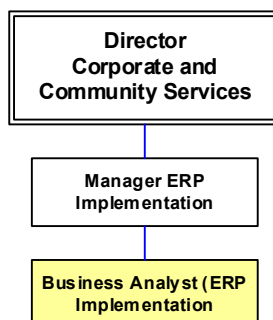 Director
Corporate and
Community Services
Manager ERP
Implementation
Business Analyst (ERP
Implementation